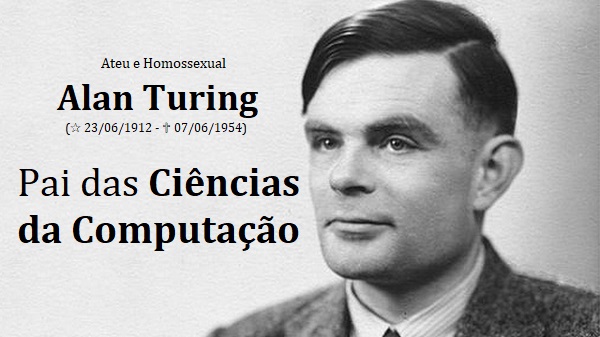 Ateu e Homossexual
Alan Turing
(☆ 23/06/1912 - ✝ 07/06/1954)
Pai das Ciências
da Computação